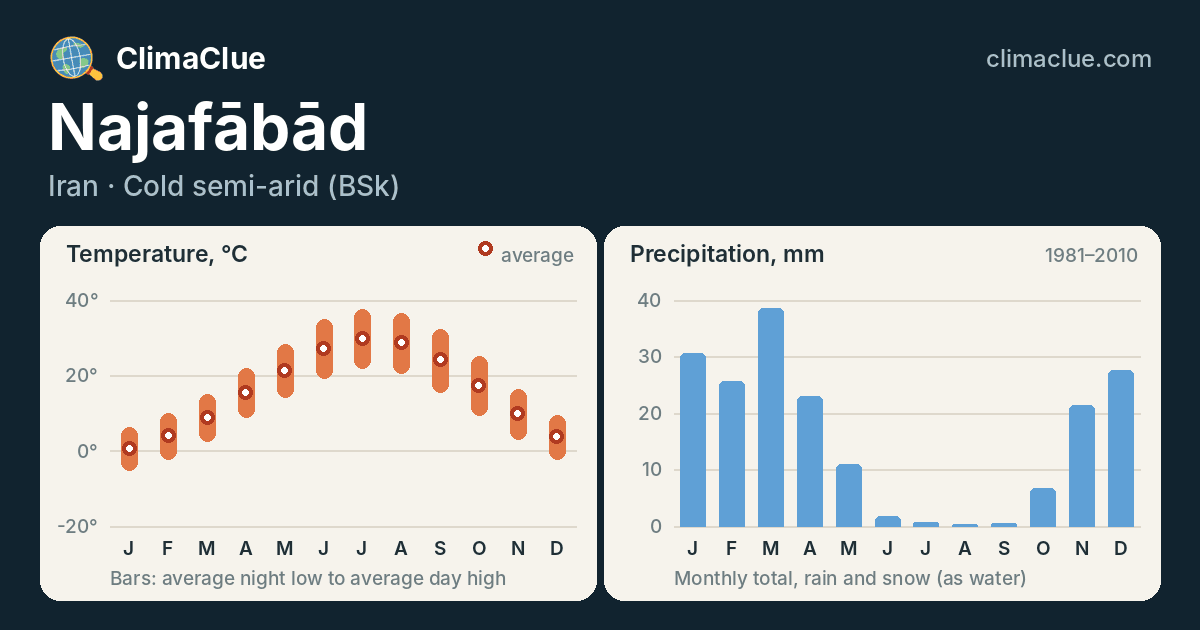 ClimaClue
climaclue.com
Najafābād
Iran · Cold semi-arid (BSk)
Temperature, °C
average
40°
20°
0°
-20°
J F M A M J J A S O N D
Bars: average night low to average day high
Precipitation, mm
1981–2010
40
30
20
10
0
J F M A M J J A S O N D
Monthly total, rain and snow (as water)